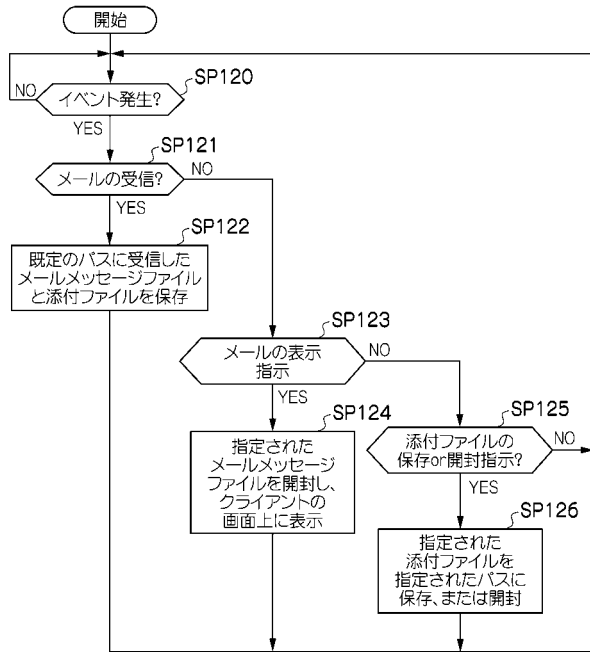 開始
SP120
NO
イベント発生?
YES
SP121
メールの受信?
NO
YES
SP122
既定のパスに受信した
メールメッセージファイル
と添付ファイルを保存
SP123
メールの表示
指示
NO
YES
SP124
指定された
メールメッセージ
ファイルを開封し、
クライアントの
画面上に表示
SP125
添付ファイルの
保存or開封指示?
NO
YES
SP126
指定された
添付ファイルを
指定されたパスに
保存、または開封